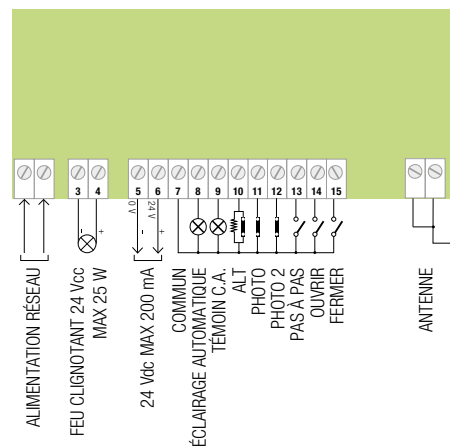 3 4 5 6 7 8 9 10 11 12 13 14 15
- +
0 V - 24 V +
ALIMENTATION RÉSEAU
FEU CLIGNOTANT 24 Vcc
MAX 25 W
24 Vdc MAX 200 mA
COMMUN
ÉCLAIRAGE AUTOMATIQUE
TÉMOIN C.A.
ALT
PHOTO
PHOTO 2
PAS À PAS
OUVRIR
FERMER
ANTENNE